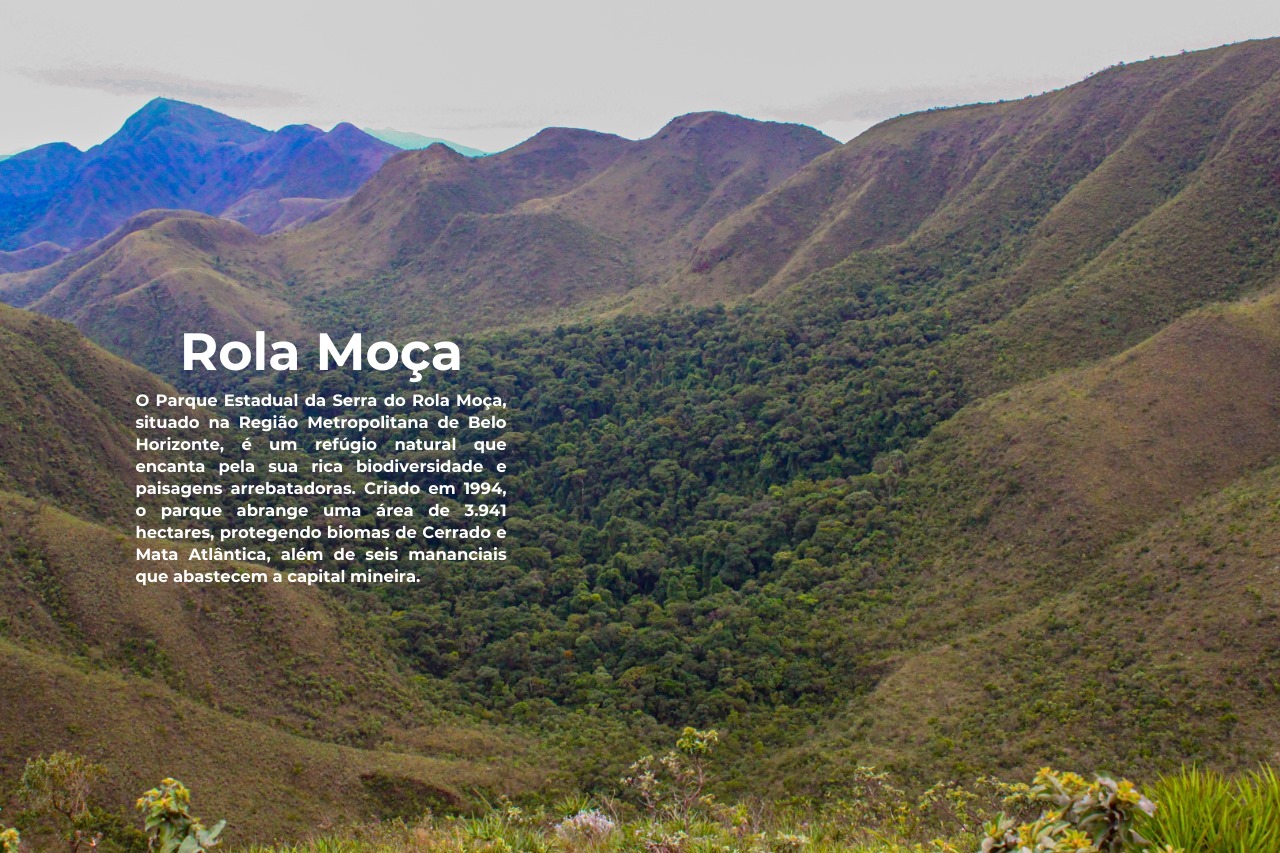 Rola Moça
O Parque Estadual da Serra do Rola Moça,
situado na Região Metropolitana de Belo
Horizonte, é um refúgio natural que
encanta pela sua rica biodiversidade e
paisagens arrebatadoras. Criado em 1994,
o parque abrange uma área de 3.941
hectares, protegendo biomas de Cerrado e
Mata Atlântica, além de seis mananciais
que abastecem a capital mineira.